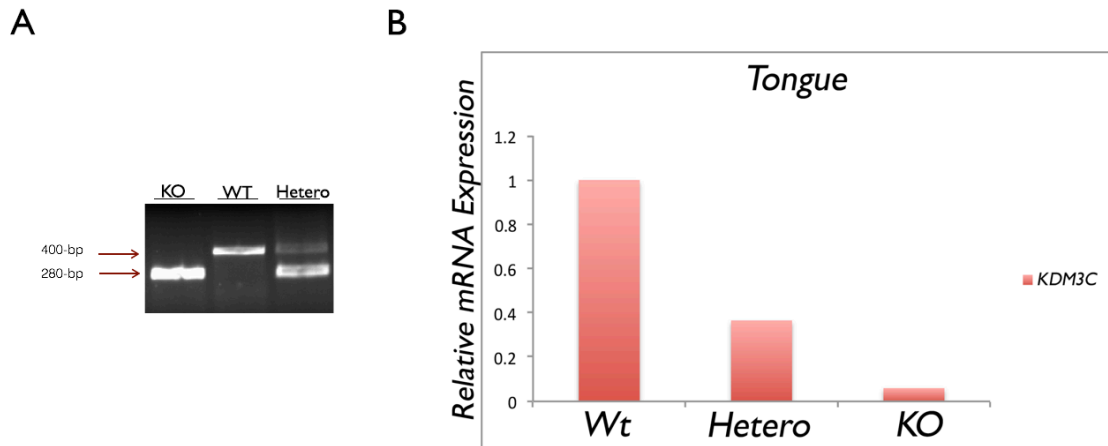 A
KO WT Hetero
400-bp
280-bp
B
Tongue
Relative mRNA Expression
1.2
1
0.8
0.6
0.4
0.2
0
Wt Hetero KO
KDM3C